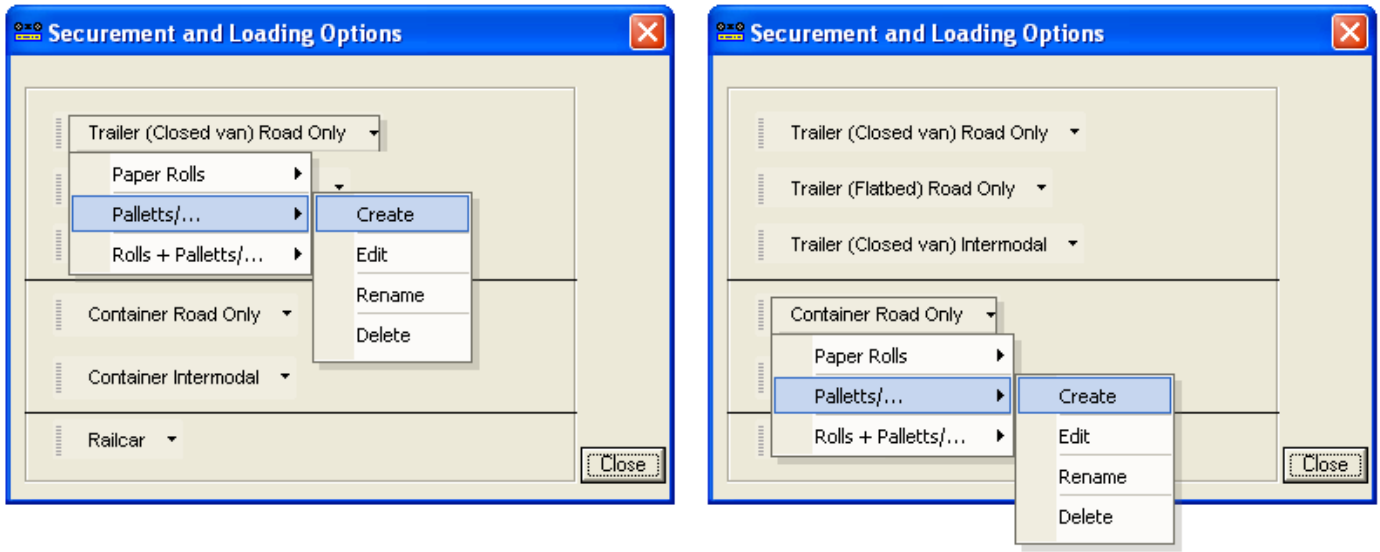 Securement and Loading Options
Trailer (Closed van) Road Only
Paper Rolls
Palletts/...
Rolls + Palletts/...
Create
Edit
Rename
Delete
Container Road Only
Container Intermodal
Railcar
Close
Securement and Loading Options
Trailer (Closed van) Road Only
Trailer (Flatbed) Road Only
Trailer (Closed van) Intermodal
Container Road Only
Paper Rolls
Palletts/...
Rolls + Palletts/...
Create
Edit
Rename
Delete
Close